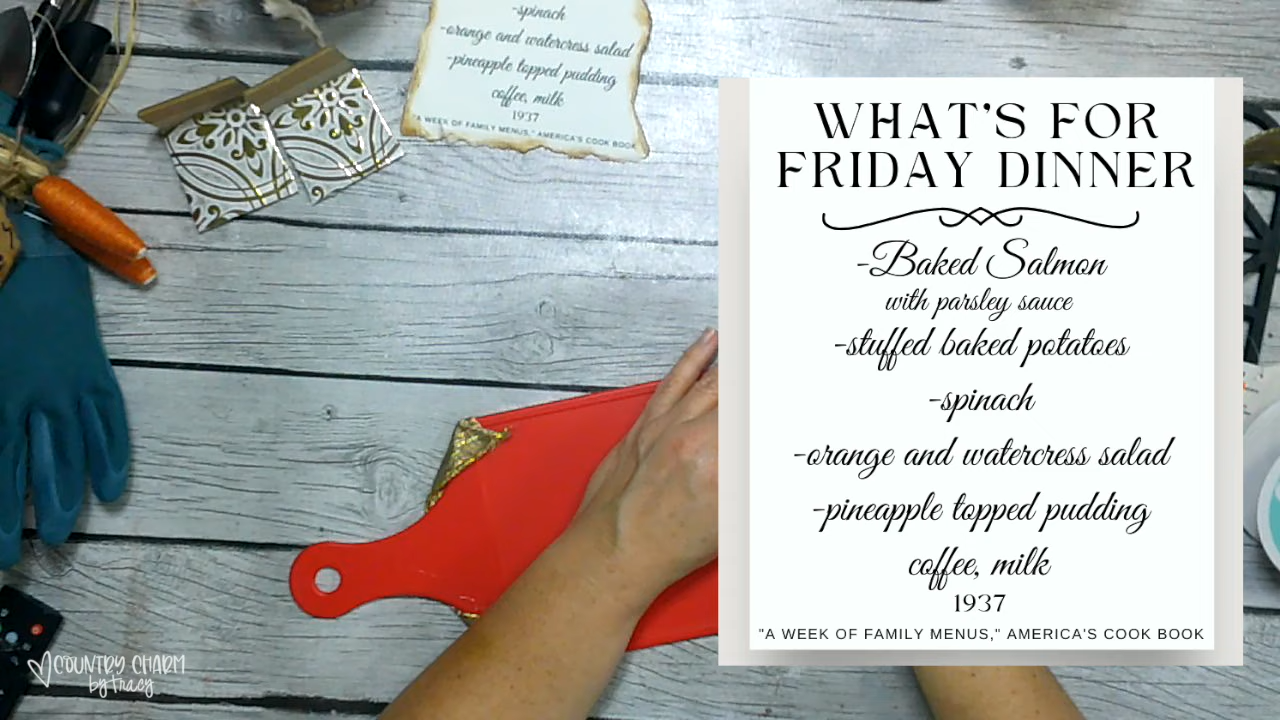 -spinach
-orange and watercress salad
-pineapple topped pudding
coffee, milk
1937
A WEEK OF FAMILY MENUS," AMERICA'S COOK BOOK
WHAT'S FOR
FRIDAY DINNER
-Baked Salmon
with parsley sauce
-stuffed baked potatoes
-spinach
-orange and watercress salad
-pineapple topped pudding
coffee, milk
1937
"A WEEK OF FAMILY MENUS," AMERICA'S COOK BOOK
COUNTRY CHARM
by tracy